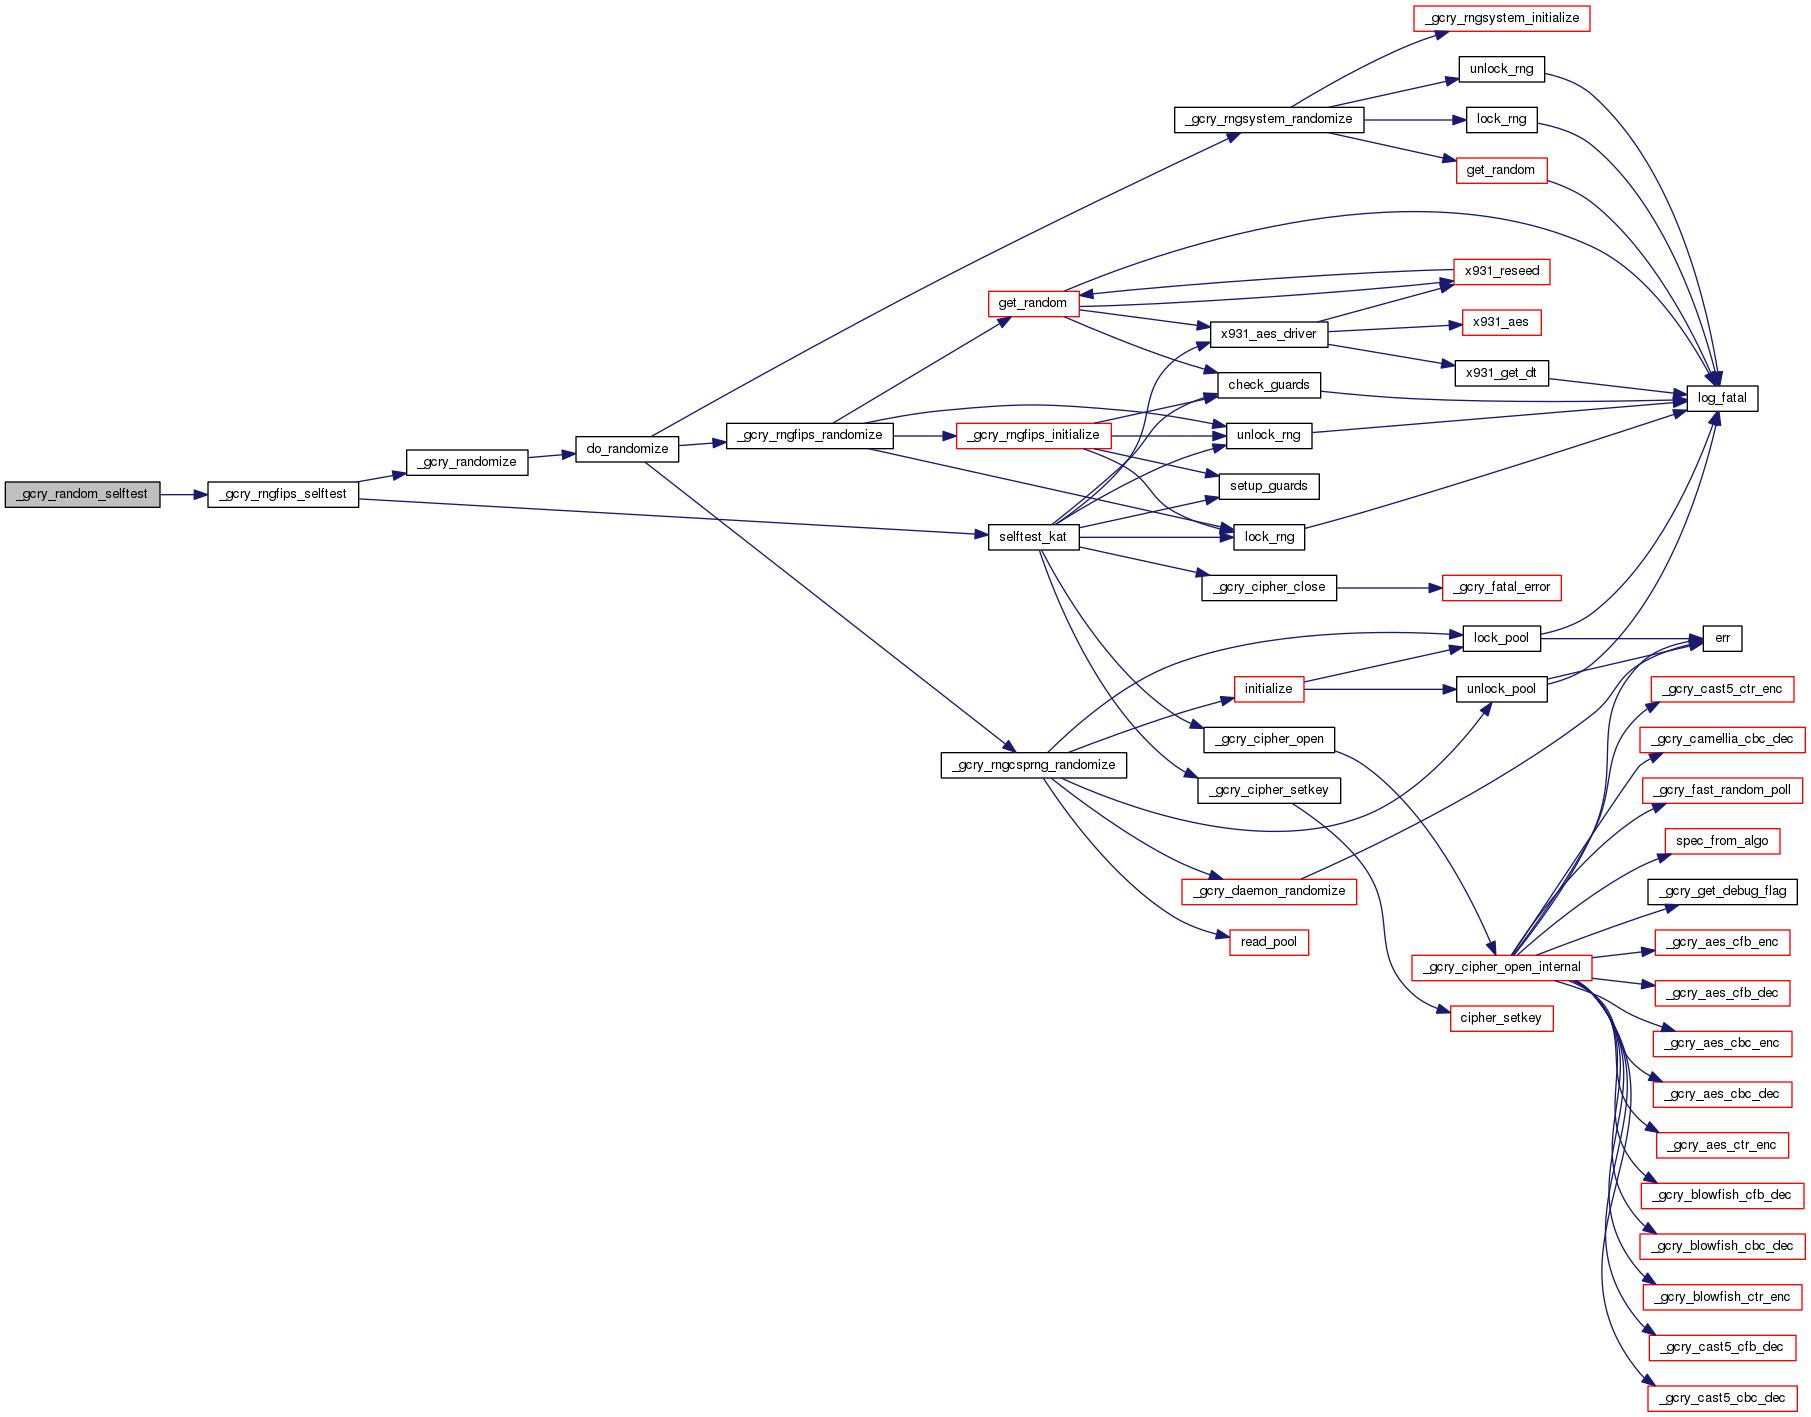 _gcry_rngsystem_initialize
unlock_rng
_gcry_rngsystem_randomize
lock_rng
get_random
x931_reseed
get_random
x931_aes
x931_aes_driver
x931_get_dt
check_guards
log_fatal
_gcry_rngfips_randomize
_gcry_rngfips_initialize
unlock_rng
do_randomize
_gcry_randomize
setup_guards
_gcry_random_selftest
_gcry_rngfips_selftest
selftest_kat
lock_rng
_gcry_cipher_close
_gcry_fatal_error
lock_pool
err
initialize
unlock_pool
_gcry_cast5_ctr_enc
_gcry_cipher_open
_gcry_camellia_cbc_dec
_gcry_rngcsprng_randomize
_gcry_cipher_setkey
_gcry_fast_random_poll
spec_from_algo
_gcry_daemon_randomize
_gcry_get_debug_flag
read_pool
_gcry_aes_cfb_enc
_gcry_cipher_open_internal
_gcry_aes_cfb_dec
cipher_setkey
_gcry_aes_cbc_enc
_gcry_aes_cbc_dec
_gcry_aes_ctr_enc
_gcry_blowfish_cfb_dec
_gcry_blowfish_cbc_dec
_gcry_blowfish_ctr_enc
_gcry_cast5_cfb_dec
_gcry_cast5_cbc_dec